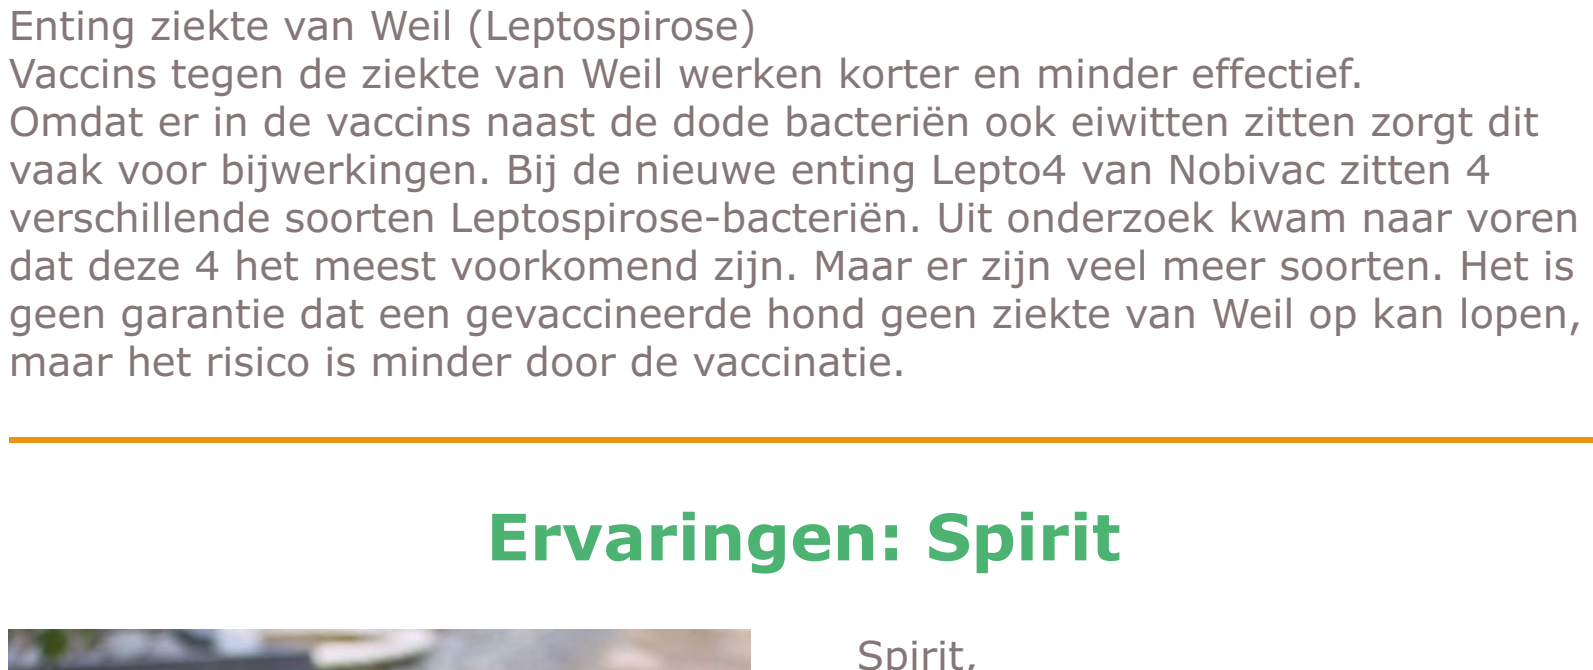 Enting ziekte van Weil (Leptospirose)
Vaccins tegen de ziekte van Weil werken korter en minder effectief.
Omdat er in de vaccins naast de dode bacteriën ook eiwitten zitten zorgt dit
vaak voor bijwerkingen. Bij de nieuwe enting Lepto4 van Nobivac zitten 4
verschillende soorten Leptospirose-bacteriën. Uit onderzoek kwam naar voren
dat deze 4 het meest voorkomend zijn. Maar er zijn veel meer soorten. Het is
geen garantie dat een gevaccineerde hond geen ziekte van Weil op kan lopen,
maar het risico is minder door de vaccinatie.
Ervaringen: Spirit
Spirit,